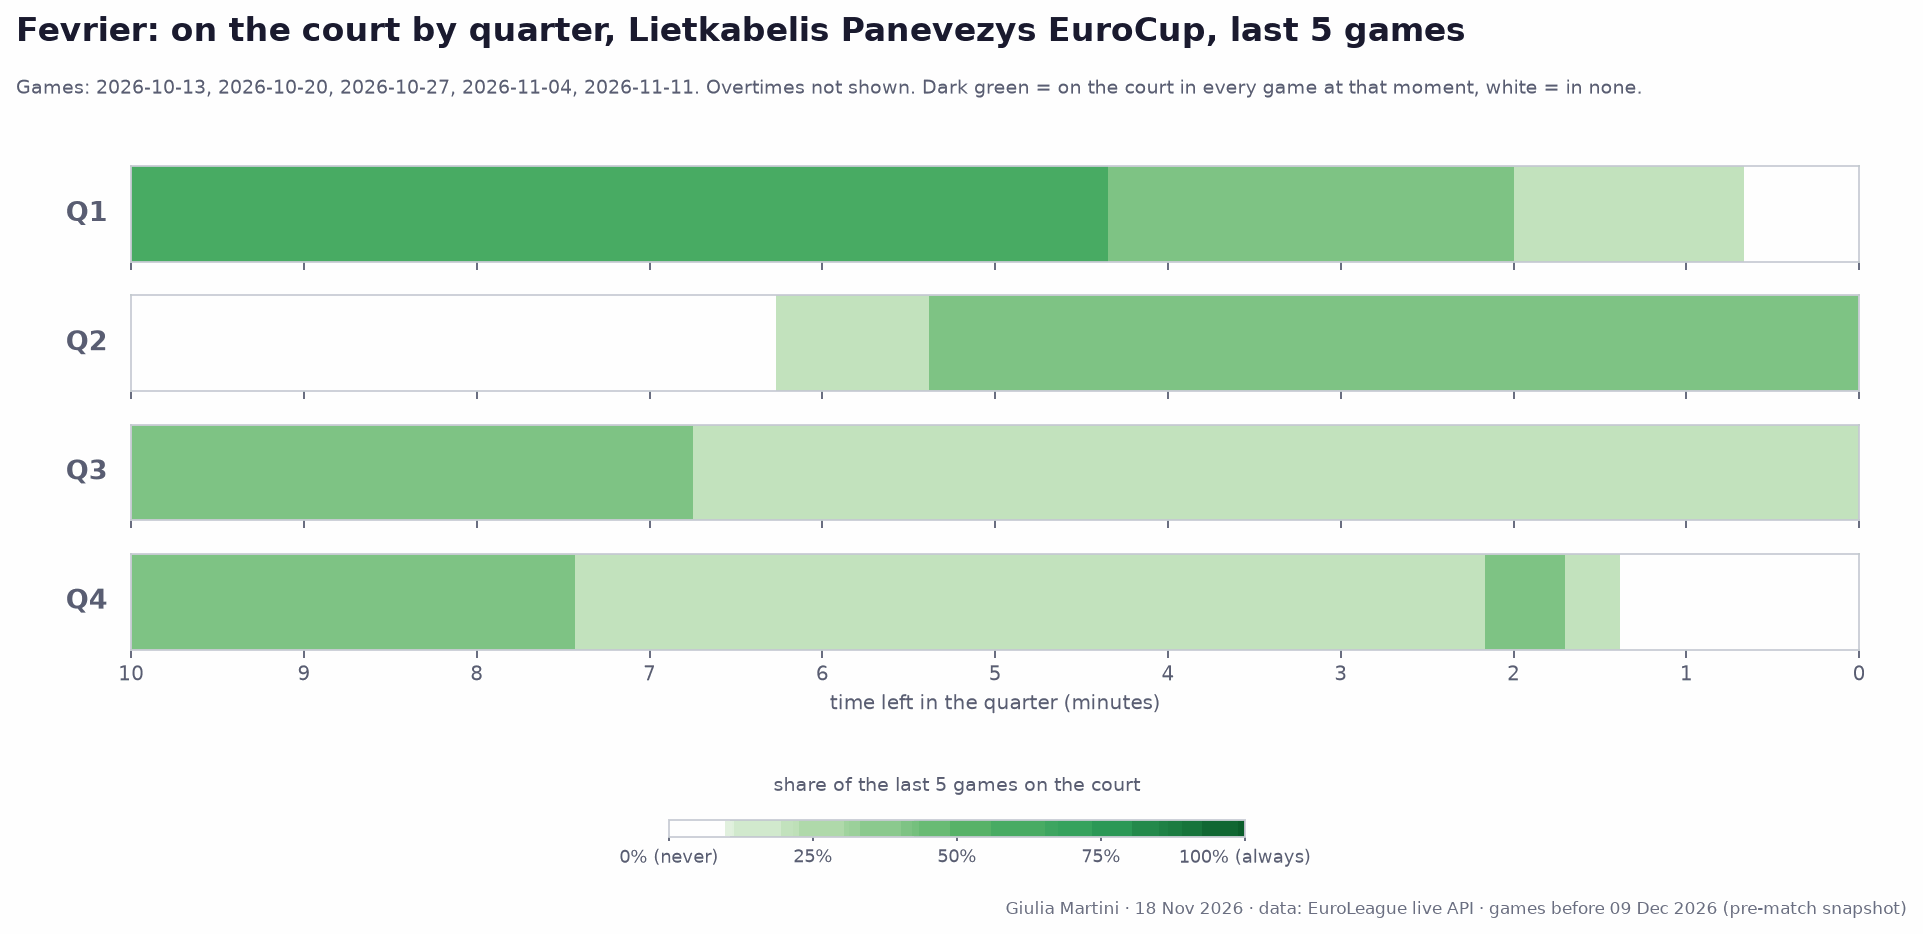 Fevrier: on the court by quarter, Lietkabelis Panevezys EuroCup, last 5 games
Games: 2026-10-13, 2026-10-20, 2026-10-27, 2026-11-04, 2026-11-11. Overtimes not shown. Dark green = on the court in every game at that moment, white = in none.
Q1
Q2
Q3
Q4
10 9 8 7 6 5 4 3 2 1 0
time left in the quarter (minutes)
share of the last 5 games on the court
0% (never) 25% 50% 75% 100% (always)
Giulia Martini · 18 Nov 2026 · data: EuroLeague live API · games before 09 Dec 2026 (pre-match snapshot)